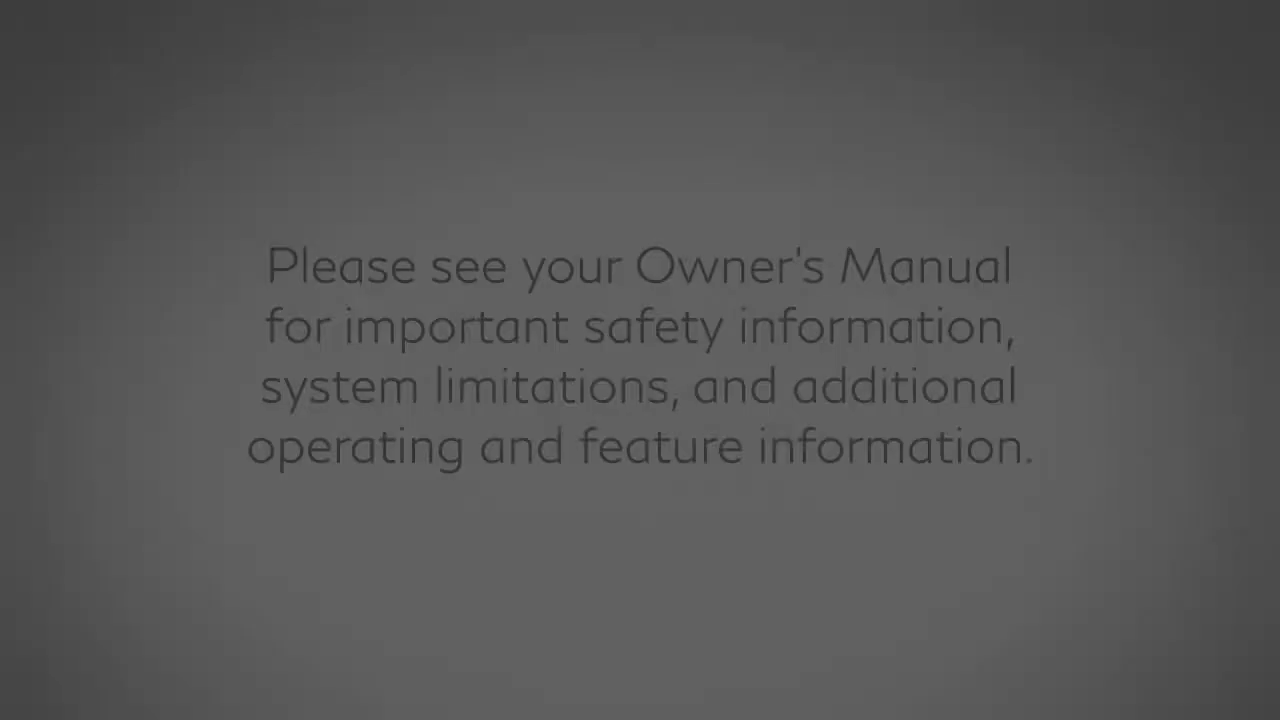 Please see your Owner's Manual
for important safety information,
system limitations, and additional
operating and feature information.